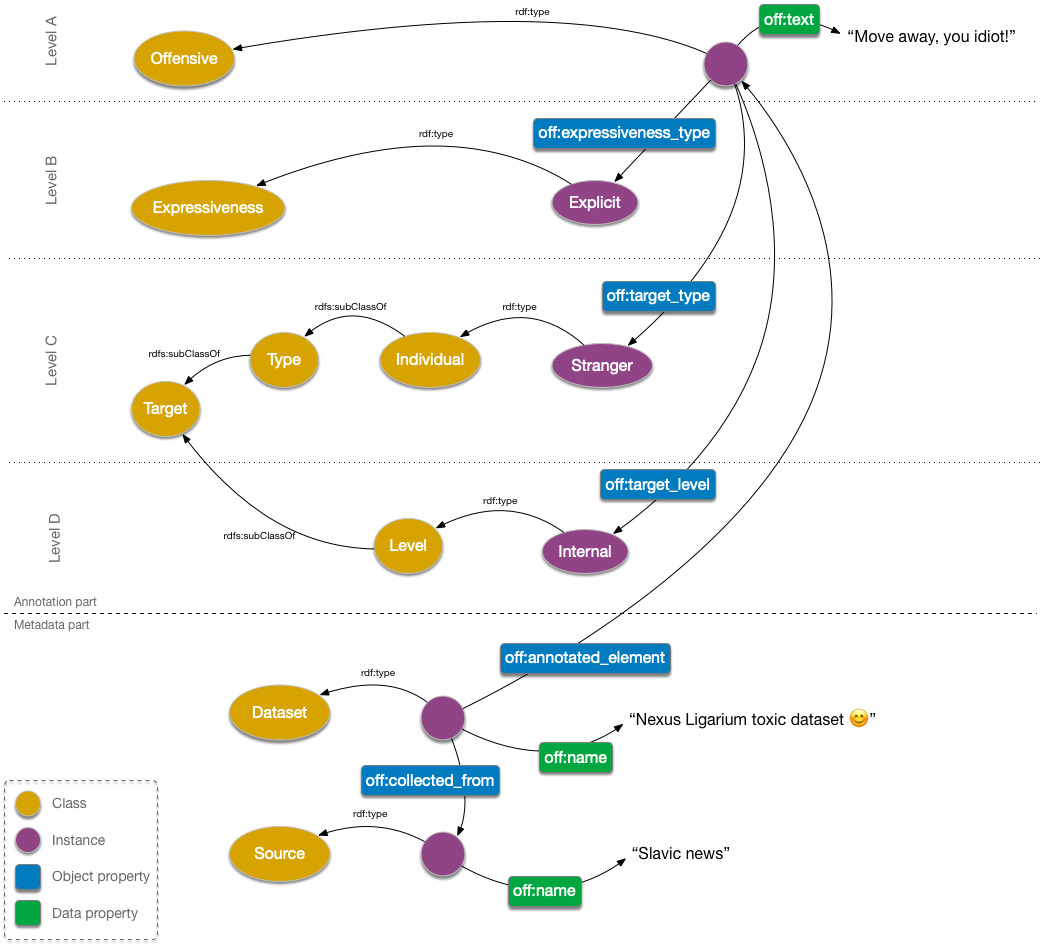 rdf:type
off:text
Level A
Offensive
“Move away, you idiot!”
off:expressiveness_type
rdf:type
Level B
Expressiveness
Explicit
off:target_type
rdfs:subClassOf
rdf:type
Level C
rdfs:subClassOf
Type
Individual
Stranger
Target
off:target_level
rdf:type
Level D
rdfs:subClassOf
Level
Internal
Annotation part
Metadata part
off:annotated_element
rdf:type
Dataset
“Nexus Ligarium toxic dataset 😊”
off:name
off:collected_from
rdf:type
Source
“Slavic news”
off:name
Class
Instance
Object property
Data property